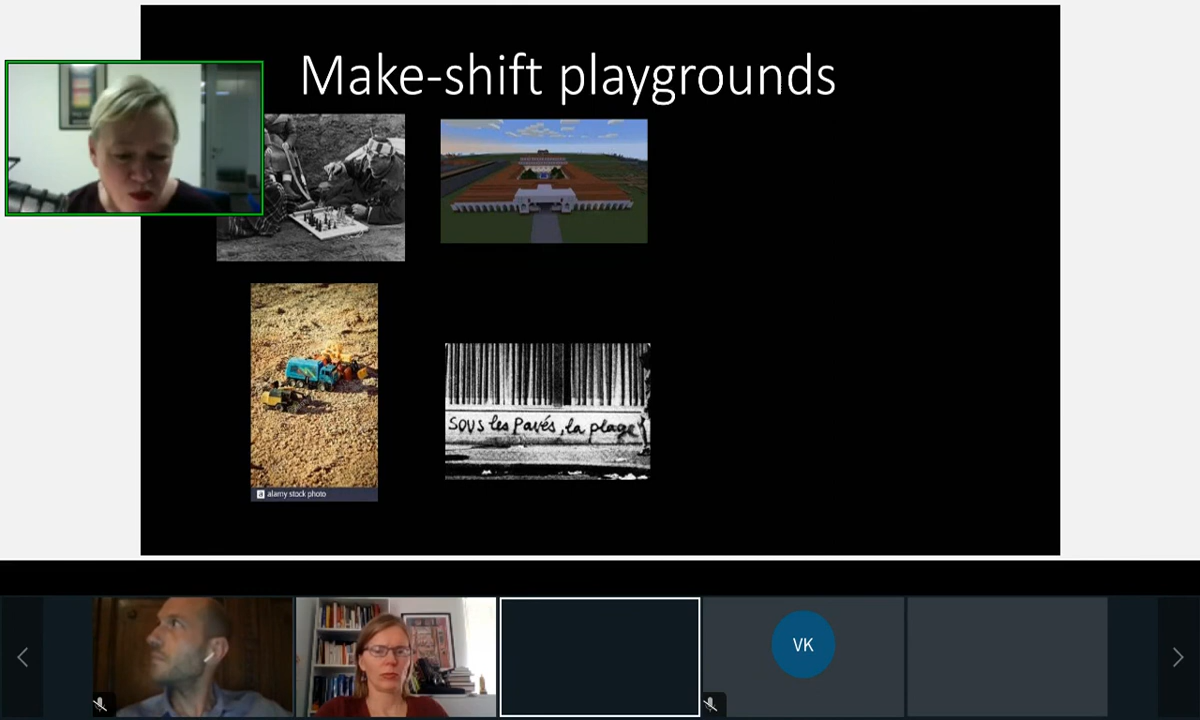 Make-shift playgrounds
sous les Pavés, la plage
a alamy stock photo
VK